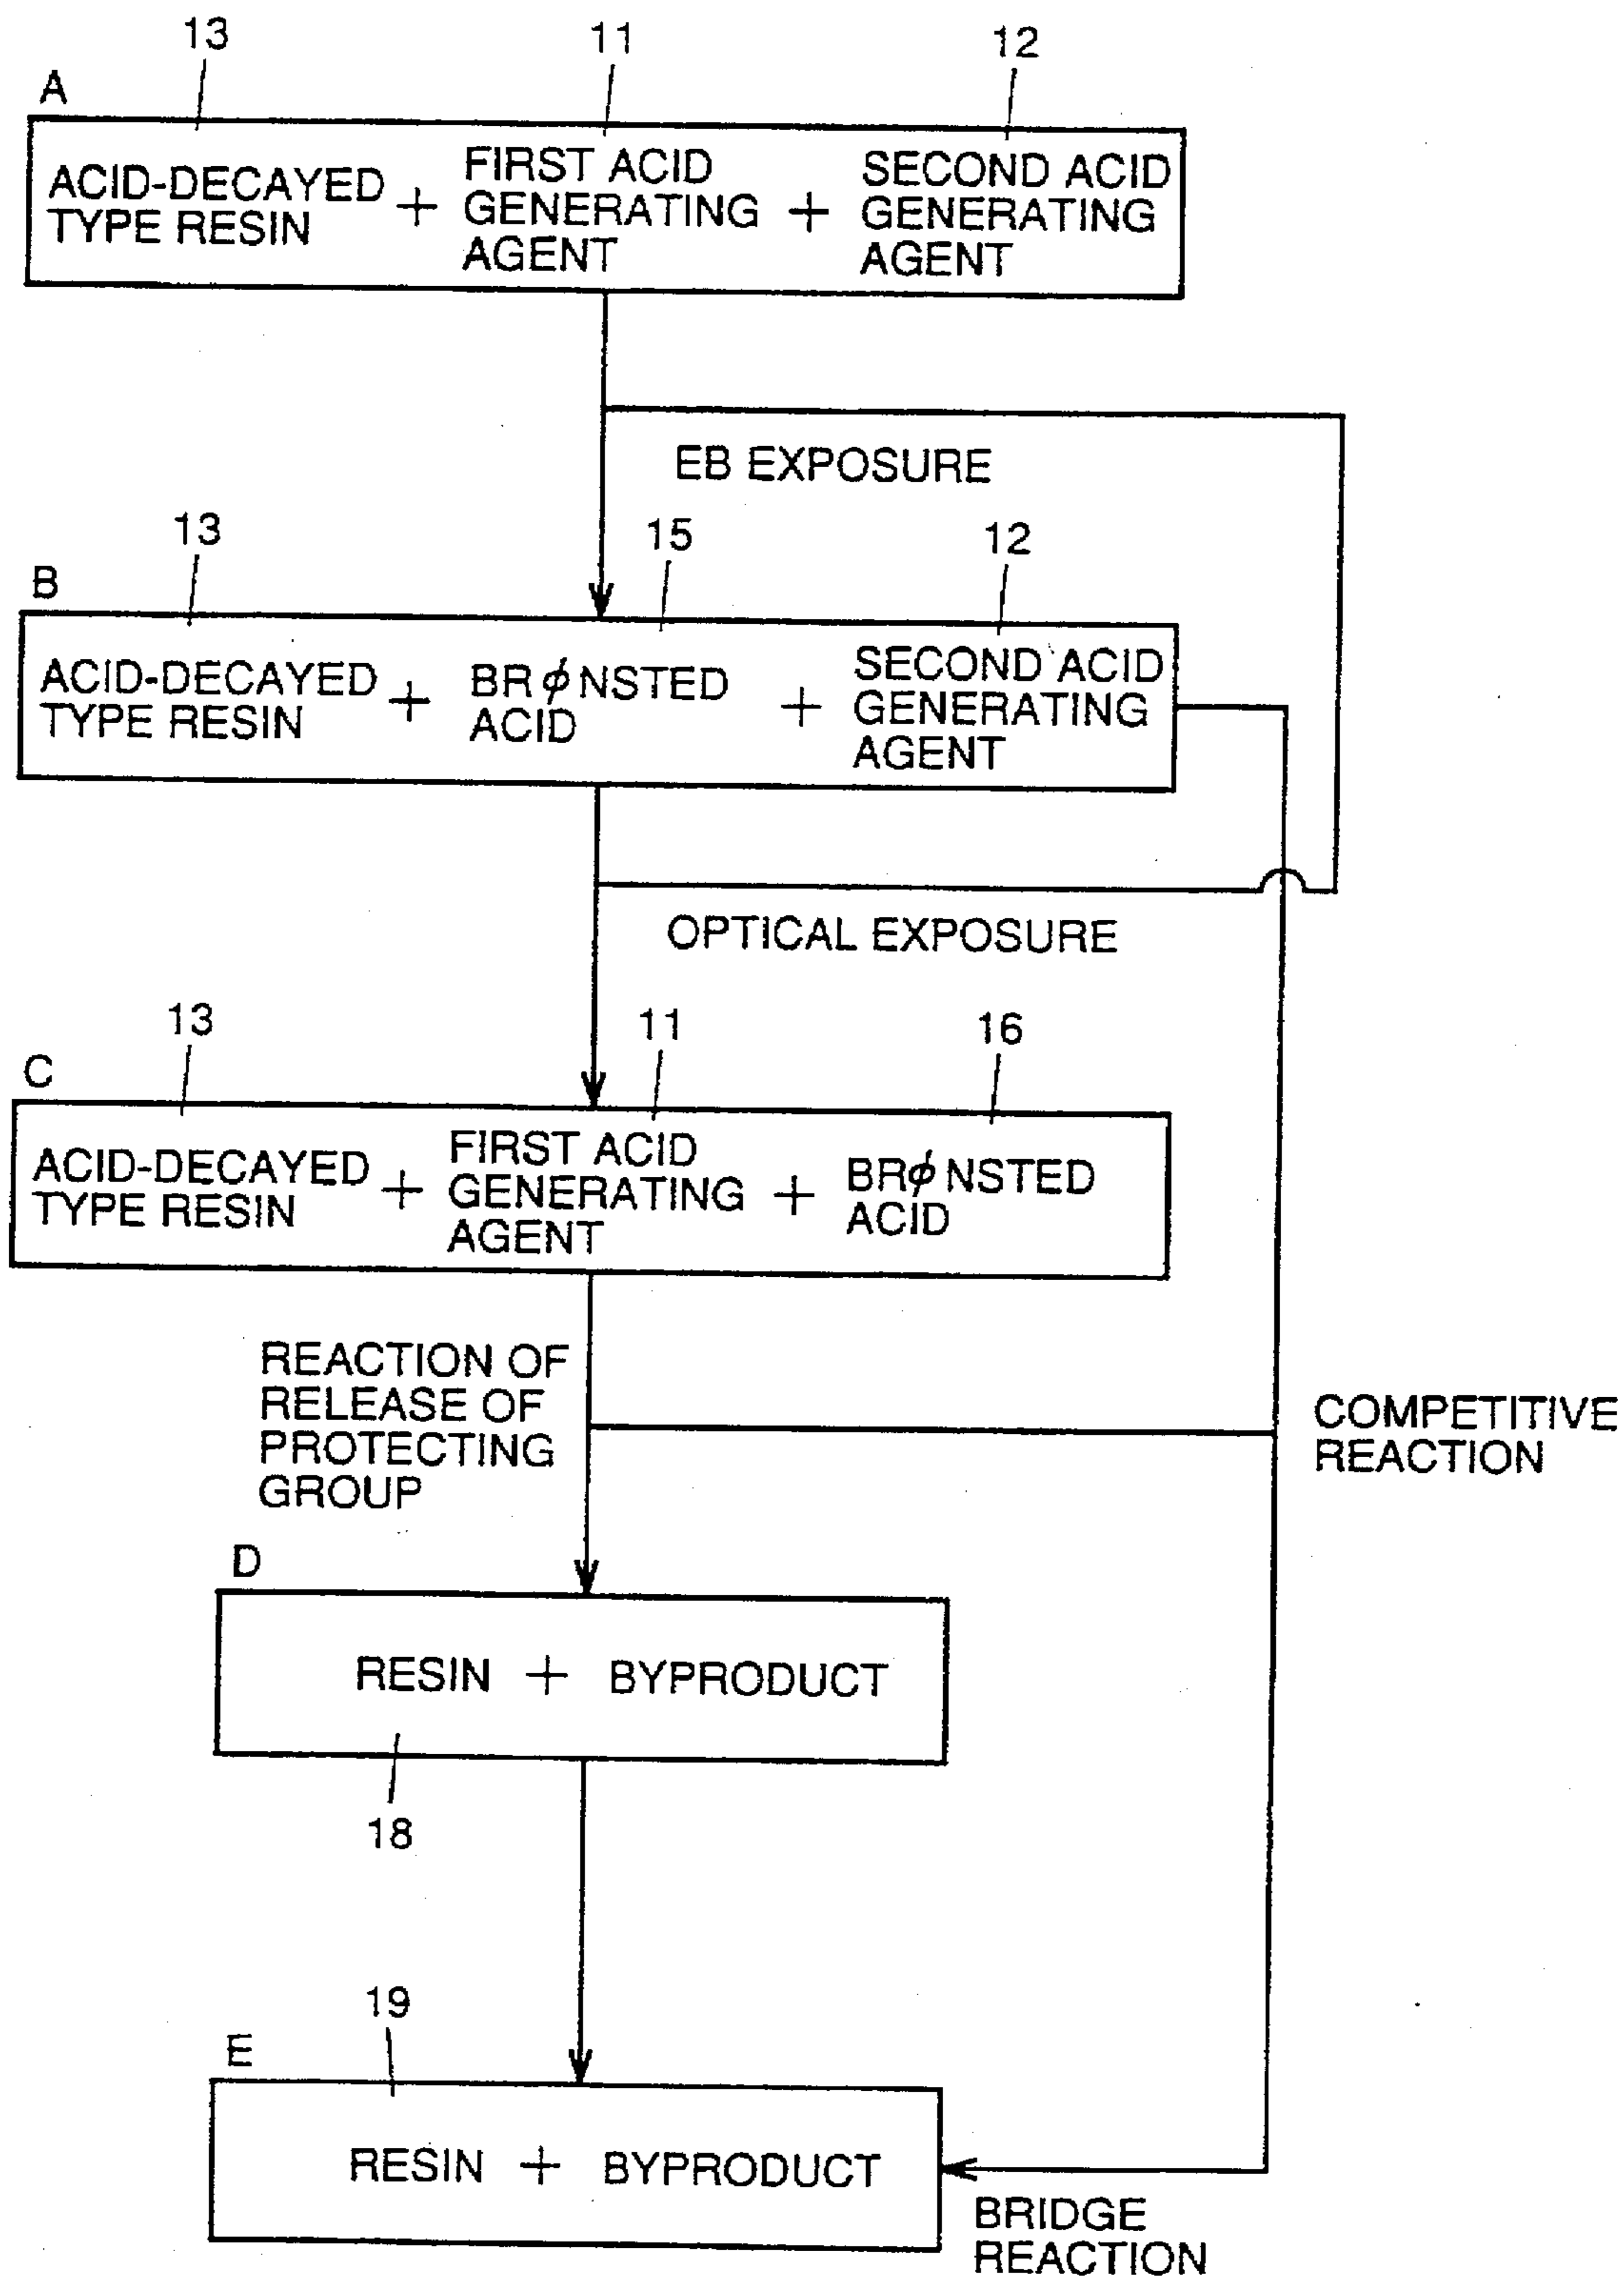 13
11
12
A
ACID-DECAYED
TYPE RESIN
+
FIRST ACID
GENERATING
AGENT
+
SECOND ACID
GENERATING
AGENT
EB EXPOSURE
13
15
12
B
ACID-DECAYED
TYPE RESIN
+
BRϕNSTED
ACID
+
SECOND ACID
GENERATING
AGENT
OPTICAL EXPOSURE
13
11
16
C
ACID-DECAYED
TYPE RESIN
+
FIRST ACID
GENERATING
AGENT
+
BRϕNSTED
ACID
REACTION OF
RELEASE OF
PROTECTING
GROUP
COMPETITIVE
REACTION
D
RESIN + BYPRODUCT
18
19
E
RESIN + BYPRODUCT
BRIDGE
REACTION